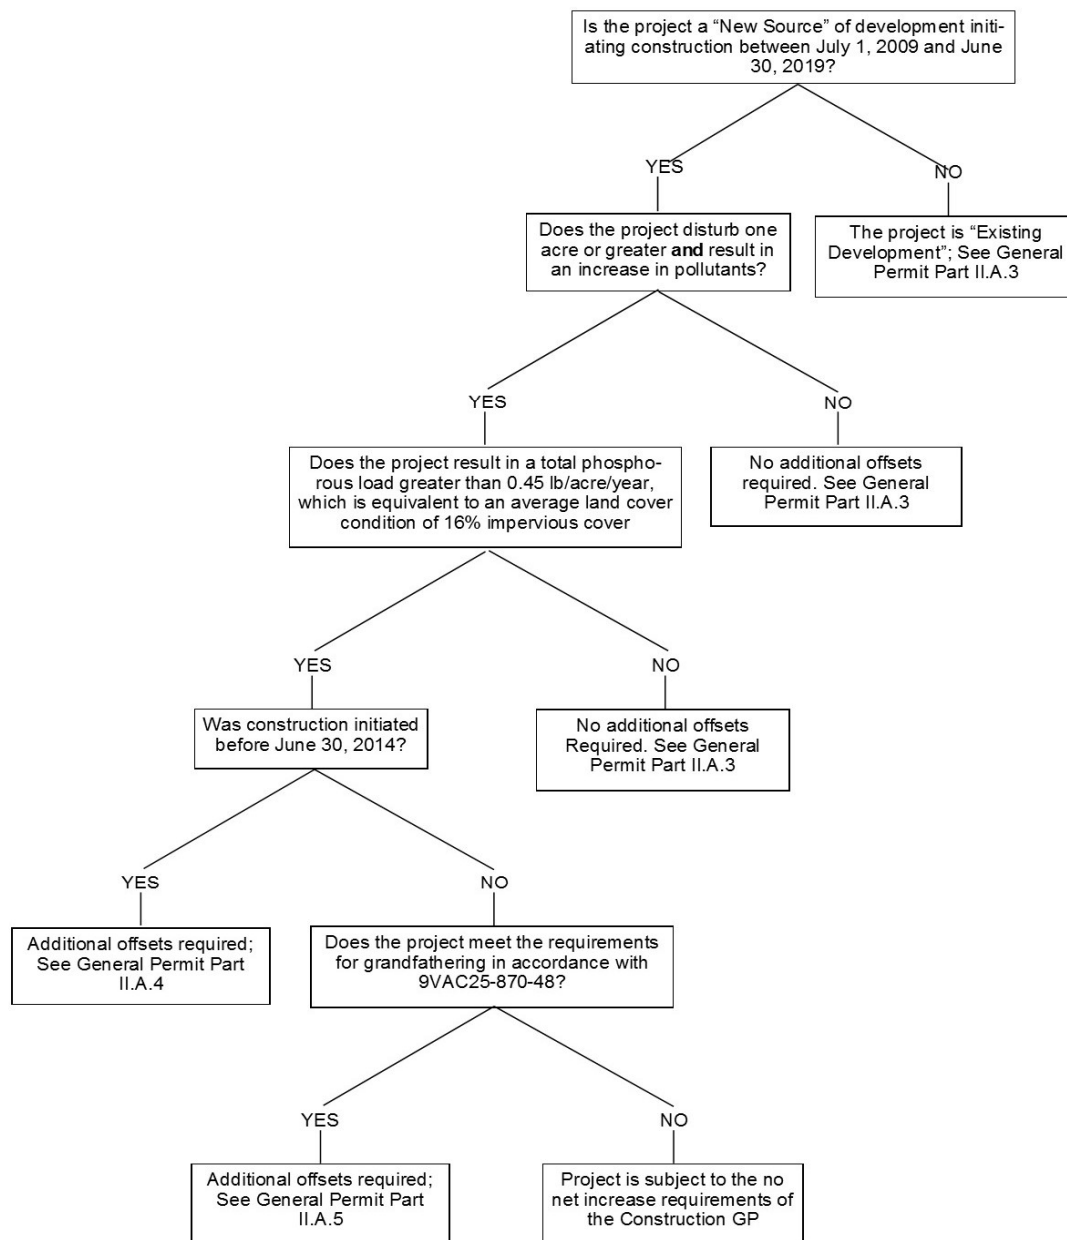 Is the project a “New Source” of development initi-
ating construction between July 1, 2009 and June
30, 2019?
YES
NO
Does the project disturb one
acre or greater and result in
an increase in pollutants?
The project is “Existing
Development”; See General
Permit Part II.A.3
YES
NO
Does the project result in a total phospho-
rous load greater than 0.45 lb/acre/year,
which is equivalent to an average land cover
condition of 16% impervious cover
No additional offsets
required. See General
Permit Part II.A.3
YES
NO
Was construction initiated
before June 30, 2014?
No additional offsets
Required. See General
Permit Part II.A.3
YES
NO
Additional offsets required;
See General Permit Part
II.A.4
Does the project meet the requirements
for grandfathering in accordance with
9VAC25-870-48?
YES
NO
Additional offsets required;
See General Permit Part
II.A.5
Project is subject to the no
net increase requirements of
the Construction GP